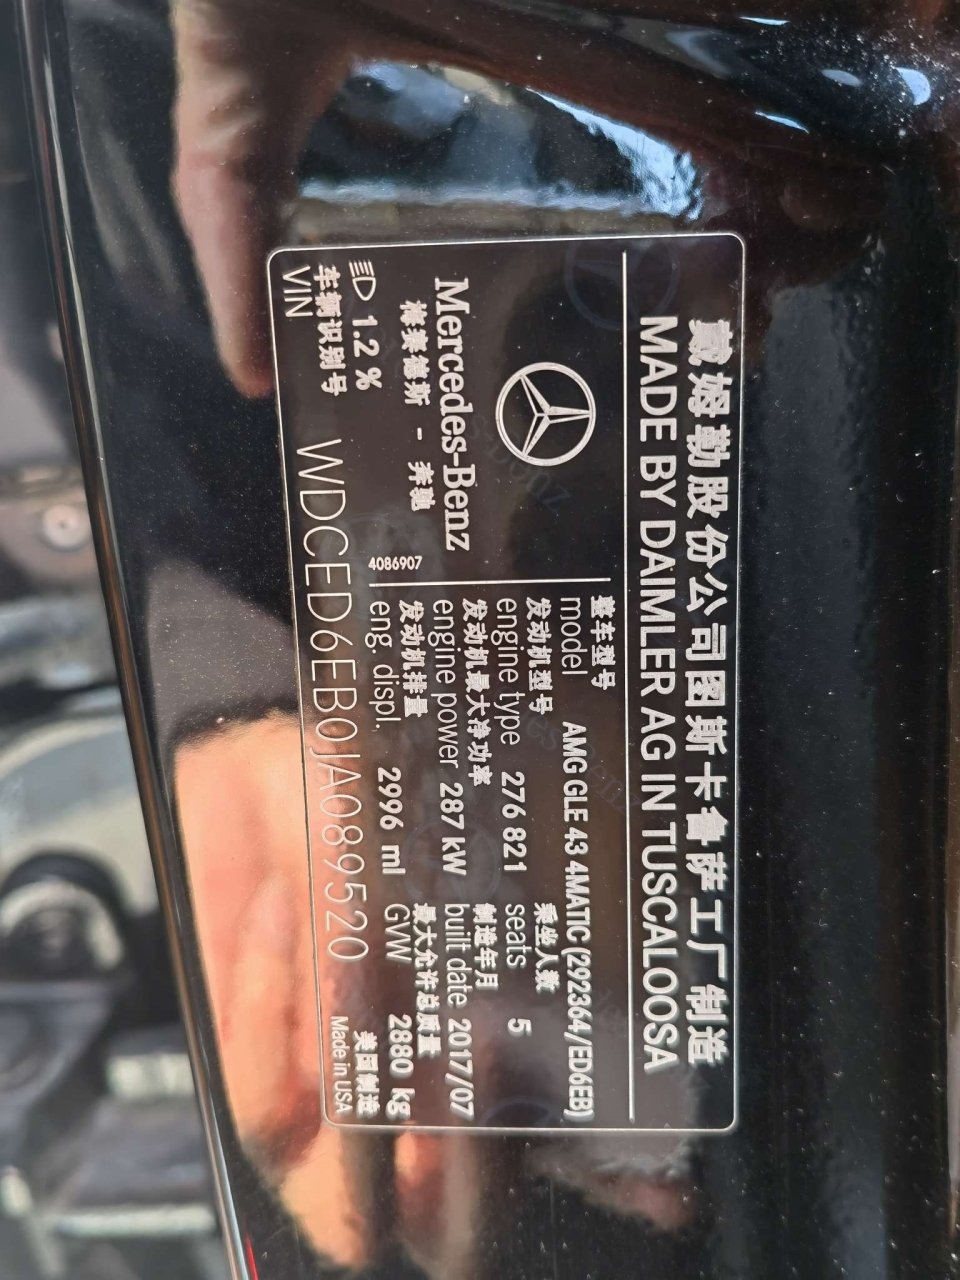 戴姆勒股份公司图斯卡鲁萨工厂制造
MADE BY DAIMLER AG IN TUSCALOOSA
Mercedes-Benz
梅赛德斯 - 奔驰
1.2 %
4086907
整车型号
model AMG GLE 43 4MATIC (292364/ED6EB)
发动机型号 乘坐人数
engine type 276 821 seats 5
发动机最大净功率 制造年月
engine power 287 kW built date 2017/07
发动机排量 最大允许总质量
eng. displ. 2996 ml GVW 2880 kg
车辆识别号 美国制造
VIN WDCED6EB0JA089520 Made in USA